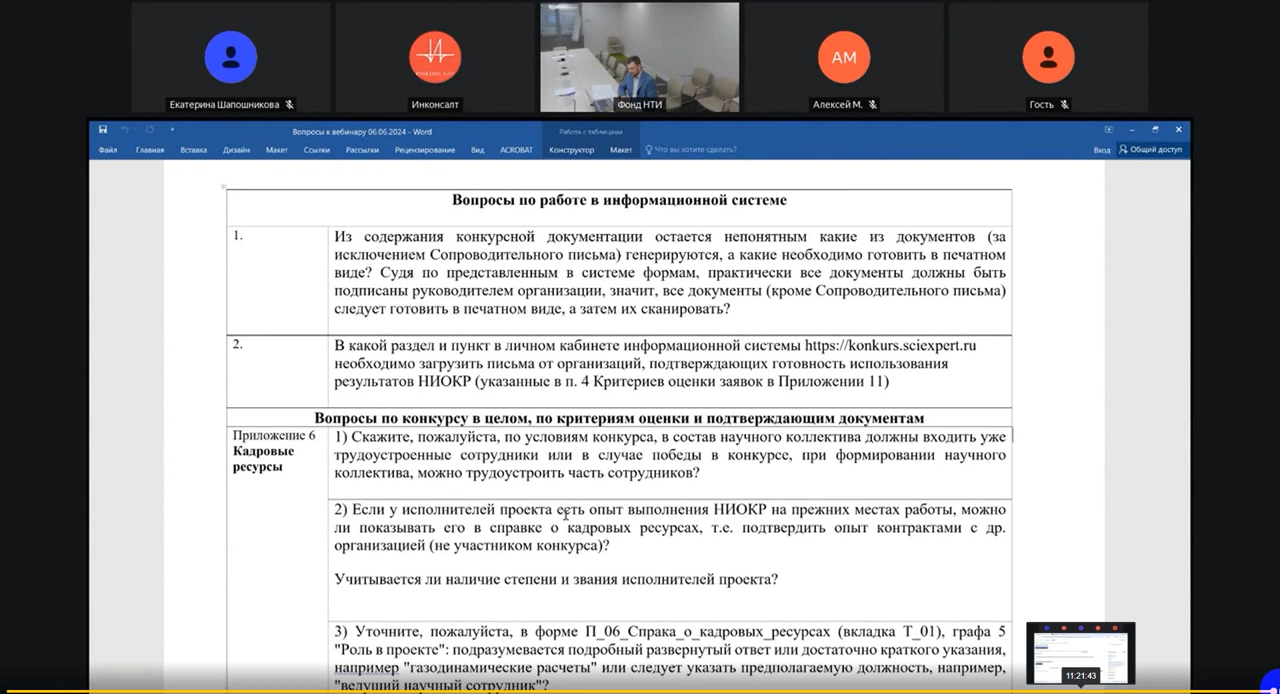 Екатерина Шапошникова
ИНКОНСАЛТ
Инконсалт
Фонд НТИ
АМ
Алексей М.
Гость
Вопросы к вебинару 06.06.2024 - Word
Работа с таблицами
Файл Главная Вставка Дизайн Макет Ссылки Рассылки Рецензирование Вид ACROBAT Конструктор Макет Что вы хотите сделать? Вход Общий доступ
Вопросы по работе в информационной системе
1.
Из содержания конкурсной документации остается непонятным какие из документов (за
исключением Сопроводительного письма) генерируются, а какие необходимо готовить в печатном
виде? Судя по представленным в системе формам, практически все документы должны быть
подписаны руководителем организации, значит, все документы (кроме Сопроводительного письма)
следует готовить в печатном виде, а затем их сканировать?
2.
В какой раздел и пункт в личном кабинете информационной системы https://konkurs.sciexpert.ru
необходимо загрузить письма от организаций, подтверждающих готовность использования
результатов НИОКР (указанные в п. 4 Критериев оценки заявок в Приложении 11)
Вопросы по конкурсу в целом, по критериям оценки и подтверждающим документам
Приложение 6
Кадровые
ресурсы
1) Скажите, пожалуйста, по условиям конкурса, в состав научного коллектива должны входить уже
трудоустроенные сотрудники или в случае победы в конкурсе, при формировании научного
коллектива, можно трудоустроить часть сотрудников?
2) Если у исполнителей проекта есть опыт выполнения НИОКР на прежних местах работы, можно
ли показывать его в справке о кадровых ресурсах, т.е. подтвердить опыт контрактами с др.
организацией (не участником конкурса)?
Учитывается ли наличие степени и звания исполнителей проекта?
3) Уточните, пожалуйста, в форме П_06_Спрака_о_кадровых_ресурсах (вкладка Т_01), графа 5
"Роль в проекте": подразумевается подробный развернутый ответ или достаточно краткого указания,
например "газодинамические расчеты" или следует указать предполагаемую должность, например,
"ведущий научный сотрудник"?
11:21:43